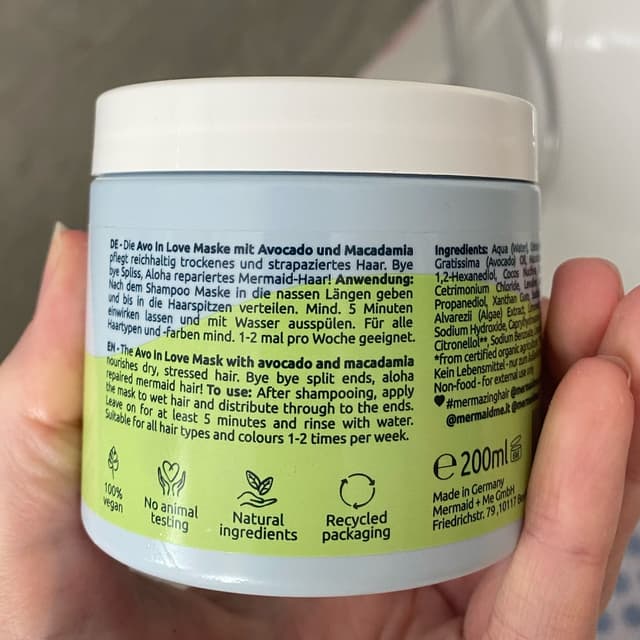 DE - Die Avo In Love Maske mit Avocado und Macadamia
pflegt reichhaltig trockenes und strapaziertes Haar. Bye
bye Spliss, Aloha repariertes Mermaid-Haar! Anwendung:
Nach dem Shampoo Maske in die nassen Längen geben
und bis in die Haarspitzen verteilen. Mind. 5 Minuten
einwirken lassen und mit Wasser ausspülen. Für alle
Haartypen und -farben mind. 1-2 mal pro Woche geeignet.
EN - The Avo In Love Mask with avocado and macadamia
nourishes dry, stressed hair. Bye bye split ends, aloha
repaired mermaid hair! To use: After shampooing, apply
the mask to wet hair and distribute through to the ends.
Leave on for at least 5 minutes and rinse with water.
Suitable for all hair types and colours 1-2 times per week.
100%
vegan
No animal
testing
Natural
ingredients
Recycled
packaging
Ingredients: Aqua (Water),
Gratissima (Avocado) Oil,
1,2-Hexanediol, Cocos
Cetrimonium Chloride,
Propanediol, Xanthan
Alvarezii (Algae) Extract,
Sodium Hydroxide,
Citronellol**, Sodium
*from certified organic
Kein Lebensmittel - nur zum
Non-food - for external use
#mermazinghair
@mermaidme.lt
e 200ml
Made in Germany
Mermaid + Me GmbH
Friedrichstr. 79, 10117